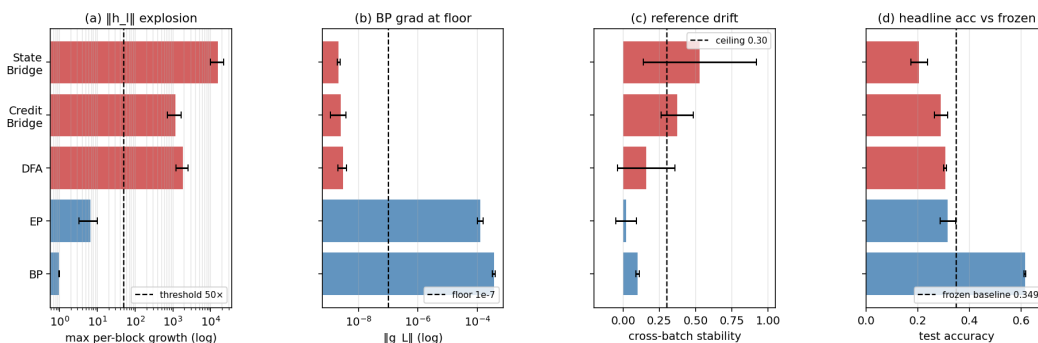 (a) ‖h_l‖ explosion
State
Bridge
Credit
Bridge
DFA
EP
BP
threshold 50×
10⁰ 10¹ 10² 10³ 10⁴
max per-block growth (log)
(b) BP grad at floor
floor 1e-7
10⁻⁸ 10⁻⁶ 10⁻⁴
‖g_L‖ (log)
(c) reference drift
ceiling 0.30
0.00 0.25 0.50 0.75 1.00
cross-batch stability
(d) headline acc vs frozen
frozen baseline 0.349
0.0 0.2 0.4 0.6
test accuracy